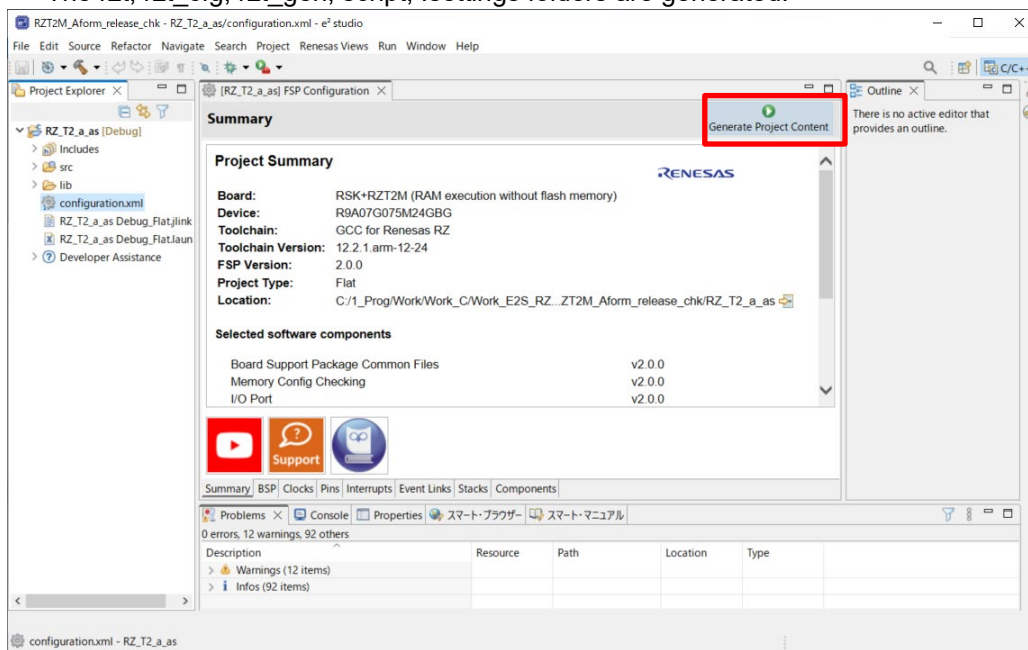 RZT2M_Aform_release_chk - RZ_T2_a_as/configuration.xml - e² studio
File Edit Source Refactor Navigate Search Project Renesas Views Run Window Help
C/C++
Project Explorer
RZ_T2_a_as [Debug]
Includes
src
lib
configuration.xml
RZ_T2_a_as Debug_Flat.jlink
RZ_T2_a_as Debug_Flat.laun
Developer Assistance
[RZ_T2_a_as] FSP Configuration
Summary
Generate Project Content
Project Summary
RENESAS
Board: RSK+RZT2M (RAM execution without flash memory)
Device: R9A07G075M24GBG
Toolchain: GCC for Renesas RZ
Toolchain Version: 12.2.1.arm-12-24
FSP Version: 2.0.0
Project Type: Flat
Location: C:/1_Prog/Work/Work_C/Work_E2S_RZ...ZT2M_Aform_release_chk/RZ_T2_a_as
Selected software components
Board Support Package Common Files v2.0.0
Memory Config Checking v2.0.0
I/O Port v2.0.0
Support
Summary BSP Clocks Pins Interrupts Event Links Stacks Components
Outline
There is no active editor that
provides an outline.
Problems Console Properties スマート・ブラウザー スマート・マニュアル
0 errors, 12 warnings, 92 others
Description Resource Path Location Type
Warnings (12 items)
Infos (92 items)
configuration.xml - RZ_T2_a_as